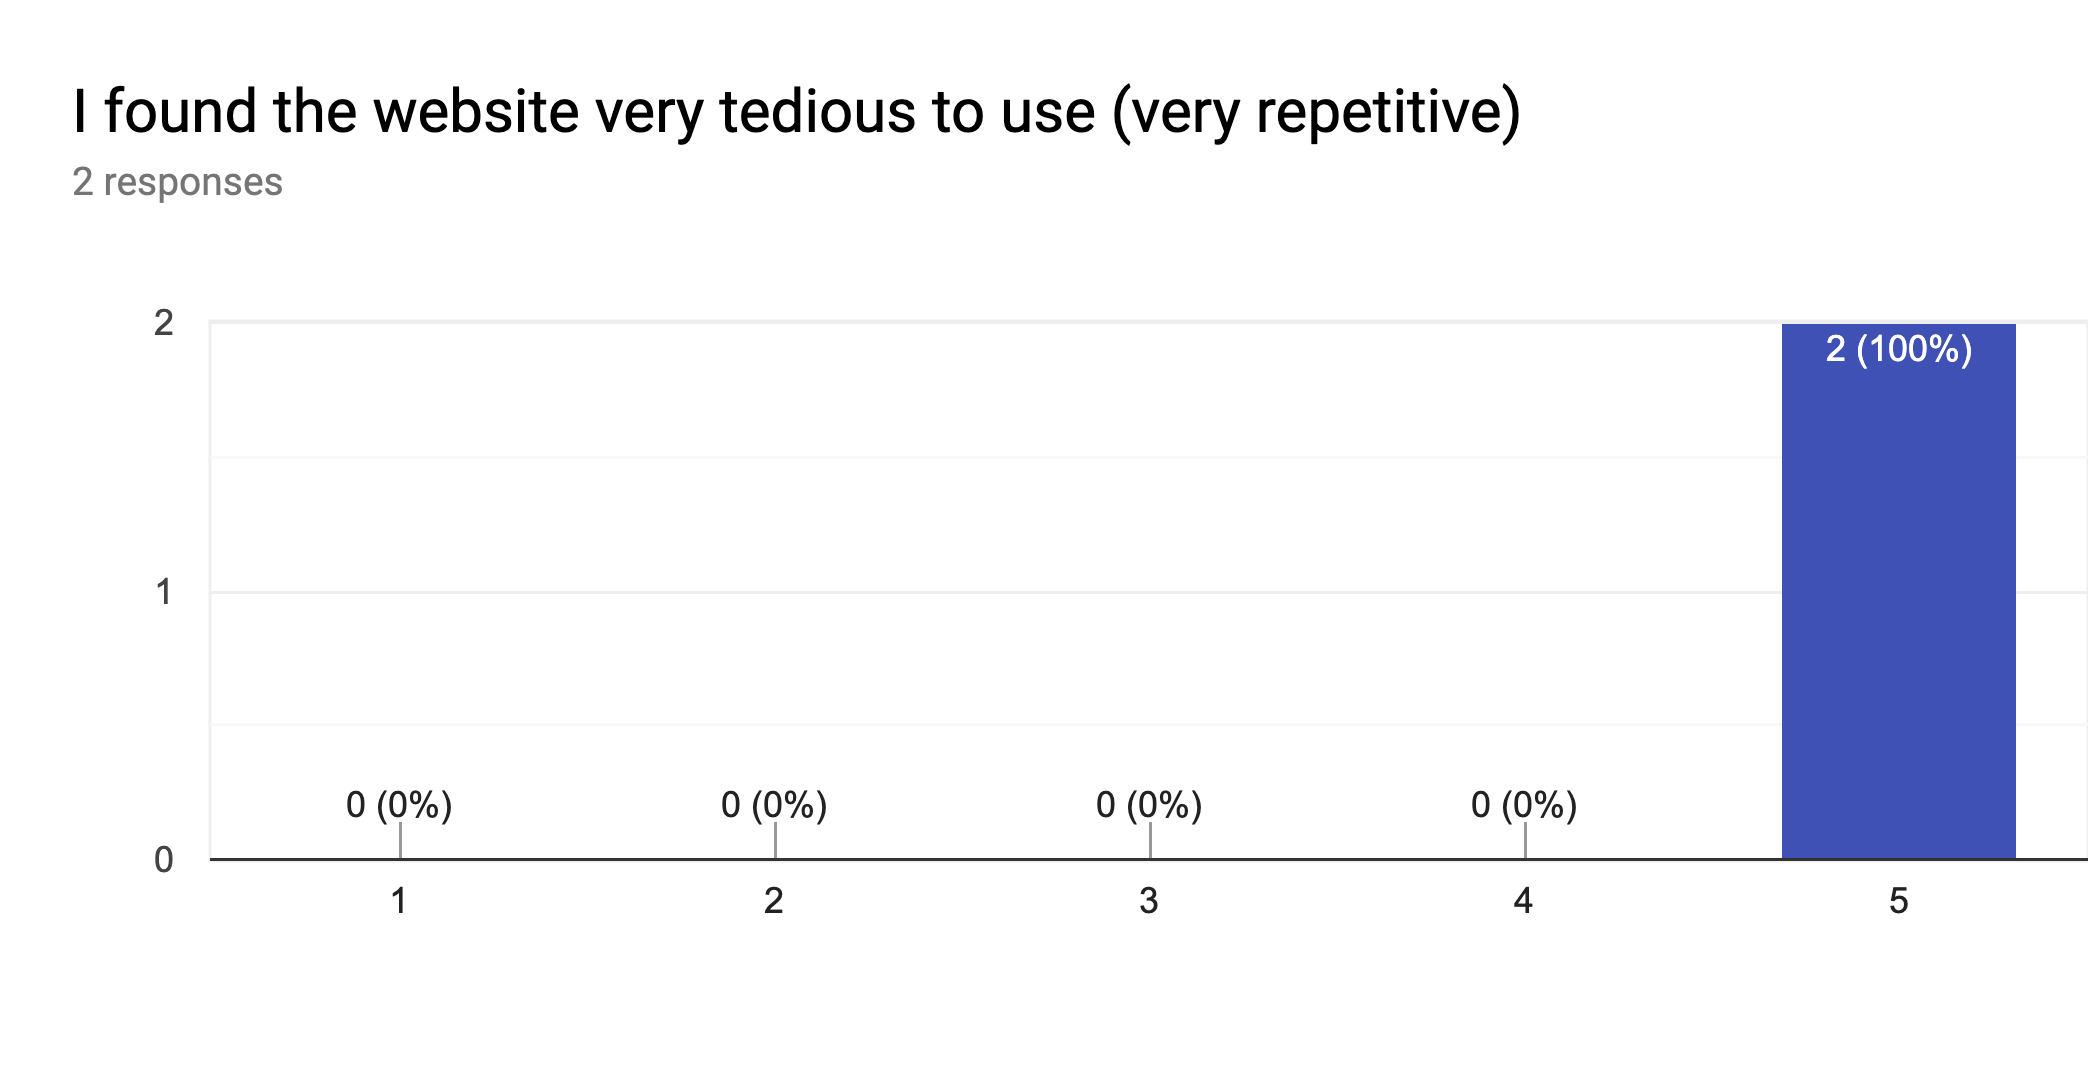 I found the website very tedious to use (very repetitive)
2 responses
2
2 (100%)
1
0 (0%) 0 (0%) 0 (0%) 0 (0%)
0
1 2 3 4 5